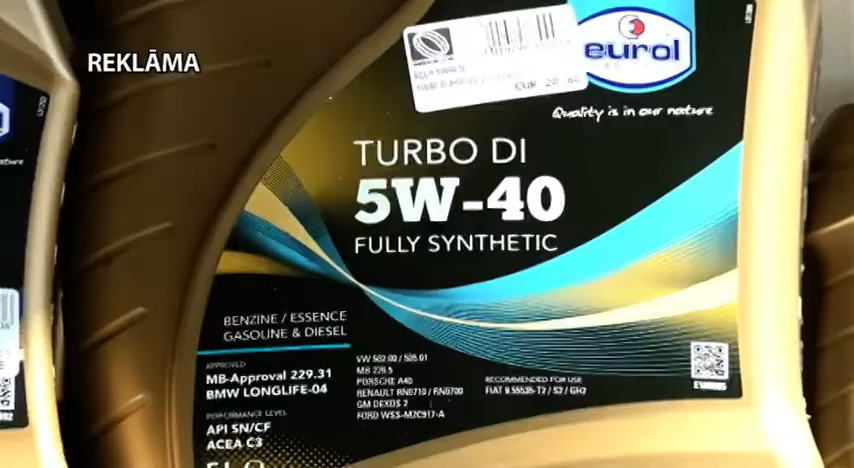 REKLĀMA
eurol
Quality is in our nature
TURBO DI
5W-40
FULLY SYNTHETIC
BENZINE / ESSENCE
GASOLINE & DIESEL
APPROVED
MB-Approval 229.31
BMW LONGLIFE-04
PERFORMANCE LEVEL
API SN/CF
ACEA C3
VW 502.00 / 505.01
MB 226.5
PORSCHE A40
RENAULT RN0710 / RN0700
GM DEXOS 2
FORD WSS-M2C917-A
RECOMMENDED FOR USE
FIAT 9.55535-T2 / S2 / GH2